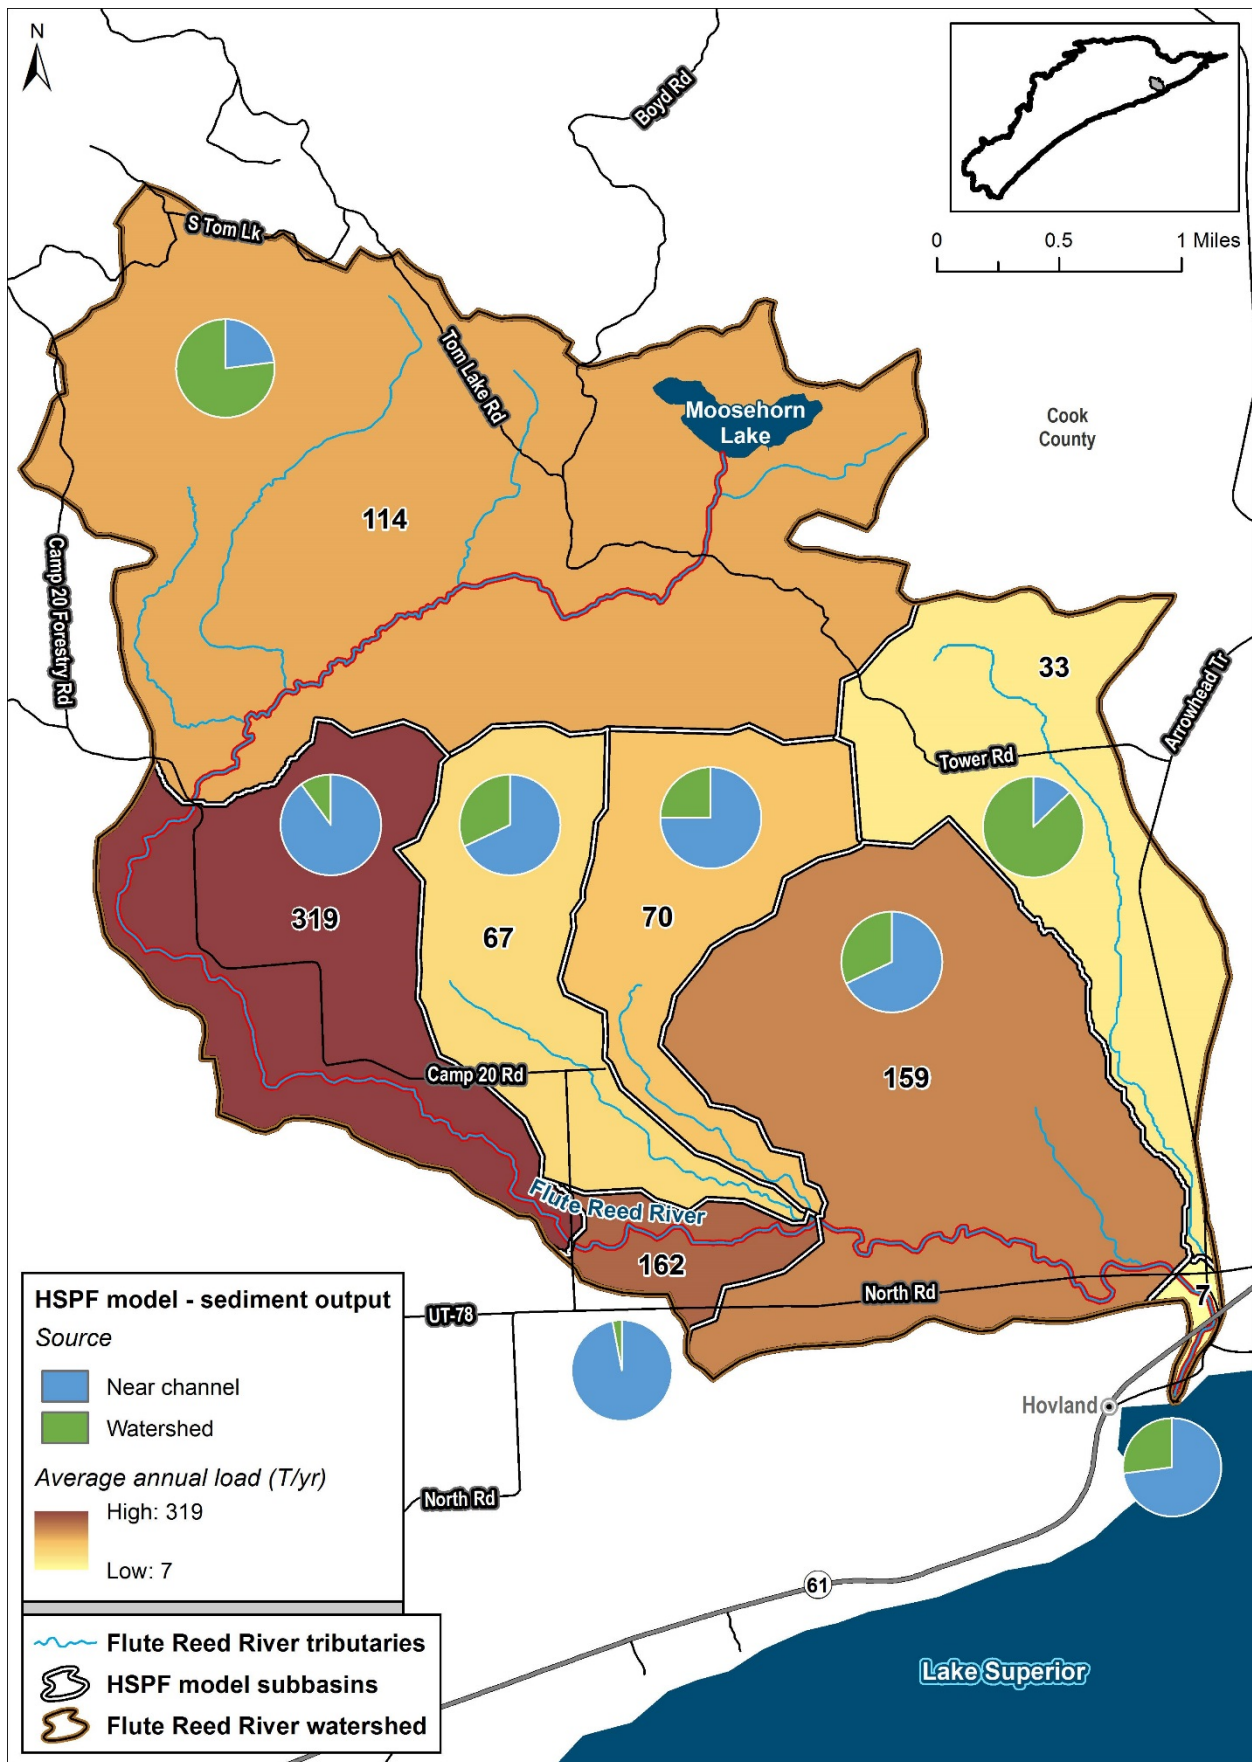 N
Boyd Rd
S Tom Lk
0 0.5 1 Miles
Tom Lake Rd
Moosehorn
Lake
Cook
County
114
Camp 20 Forestry Rd
33
Arrowhead Tr
Tower Rd
319
67
70
159
Camp 20 Rd
Flute Reed River
162
7
North Rd
UT-78
Hovland
North Rd
61
Lake Superior
HSPF model - sediment output
Source
Near channel
Watershed
Average annual load (T/yr)
High: 319
Low: 7
Flute Reed River tributaries
HSPF model subbasins
Flute Reed River watershed